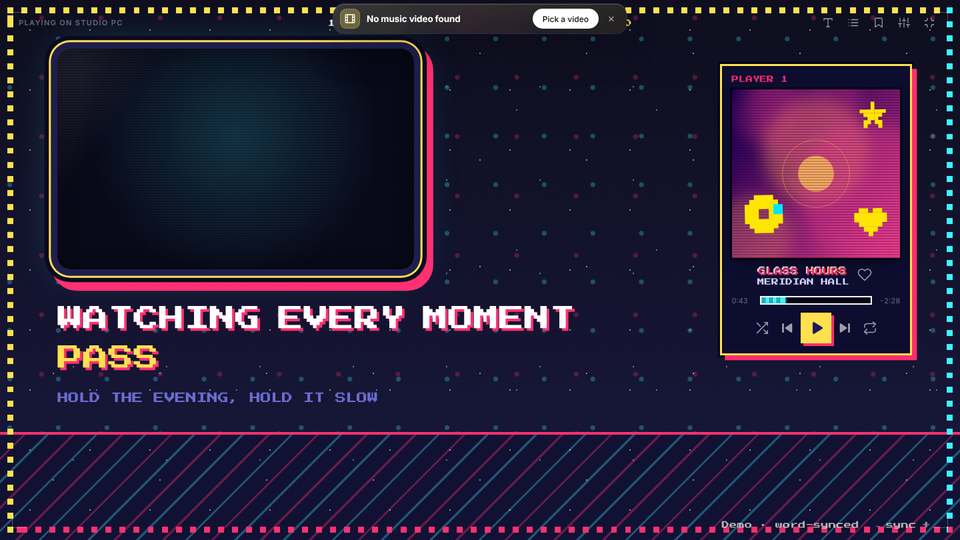 PLAYING ON STUDIO PC
No music video found
Pick a video
PLAYER 1
GLASS HOURS
MERIDIAN HALL
0:43
-2:28
WATCHING EVERY MOMENT
PASS
HOLD THE EVENING, HOLD IT SLOW
Demo · word-synced
sync +